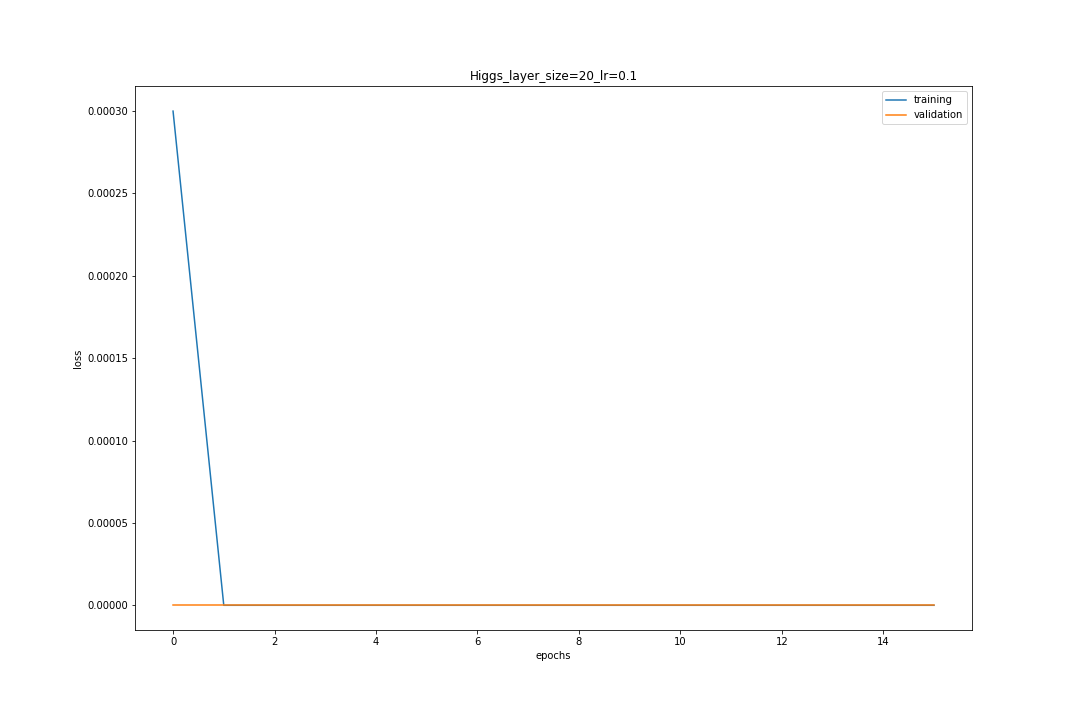 Higgs_layer_size=20_lr=0.1
training
validation
0.00030
0.00025
0.00020
0.00015
0.00010
0.00005
0.00000
loss
0 2 4 6 8 10 12 14
epochs